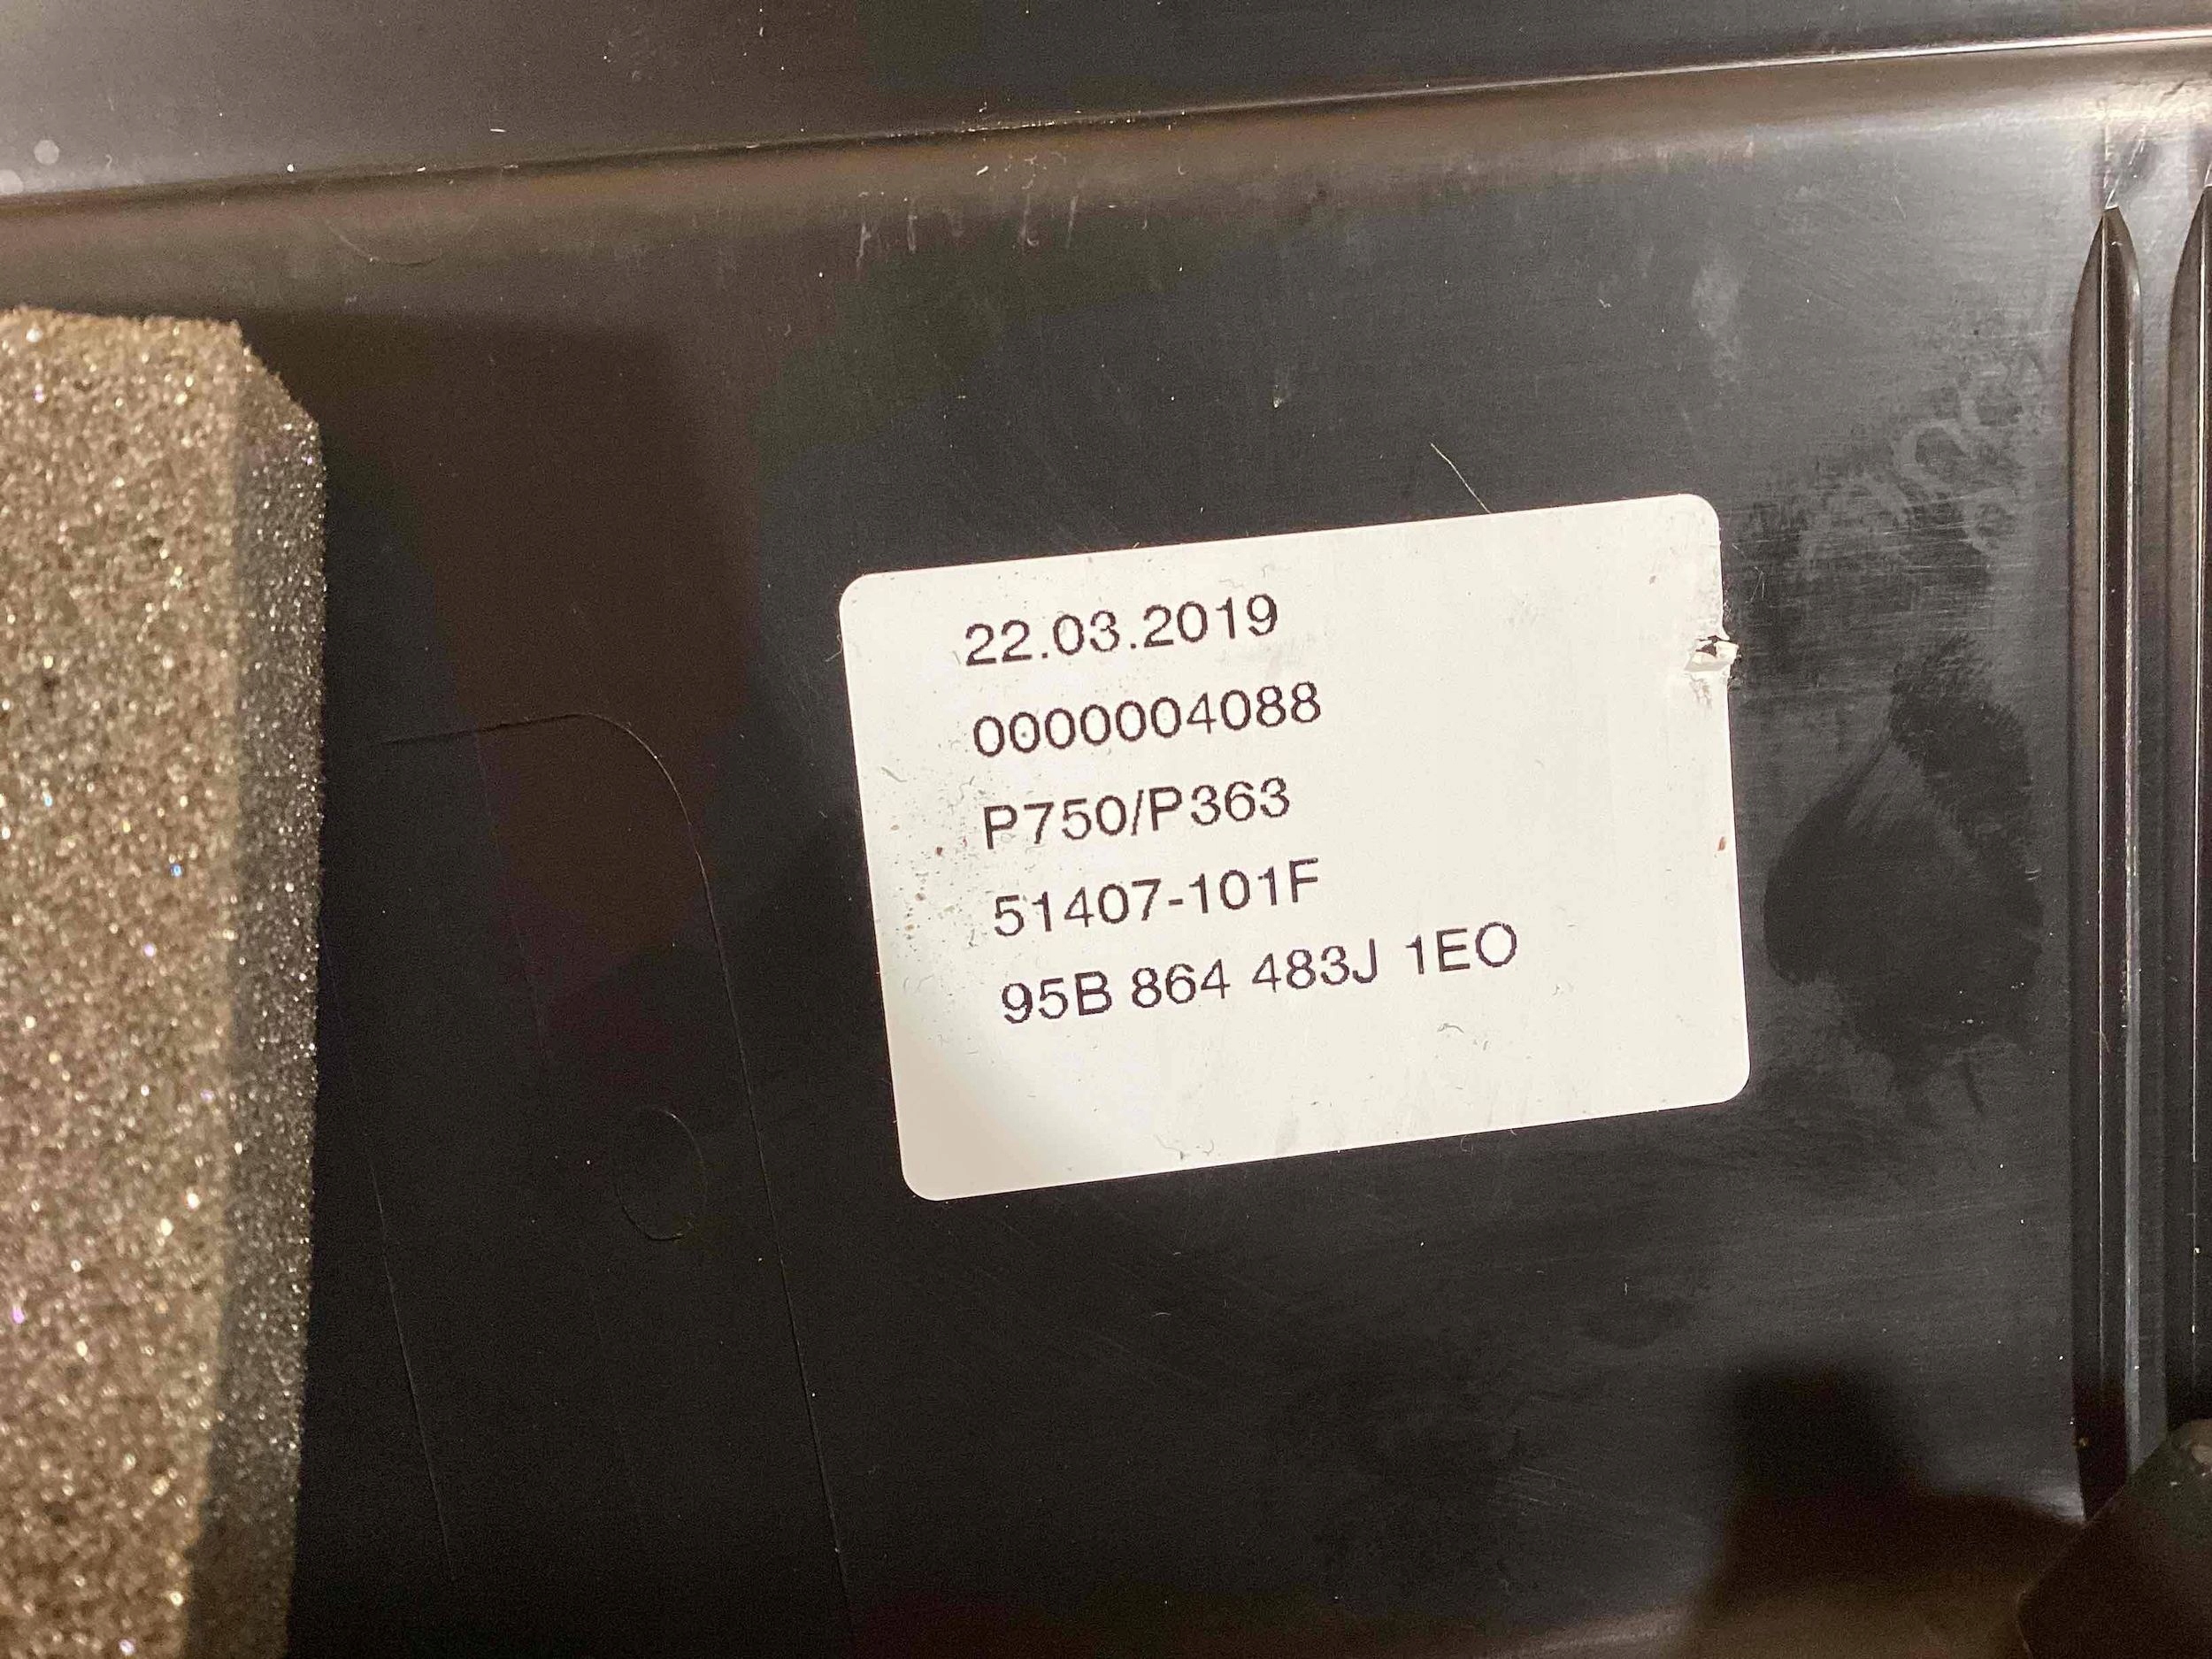 22.03.2019
0000004088
P750/P363
51407-101F
95B 864 483J 1EO